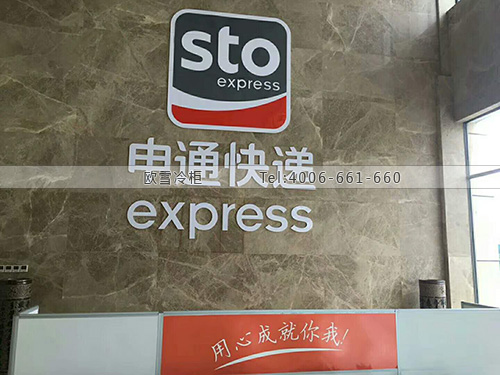 sto
express
申通快递
欧雪冷柜 Tel:4006-661-660
express
用心成就你我!